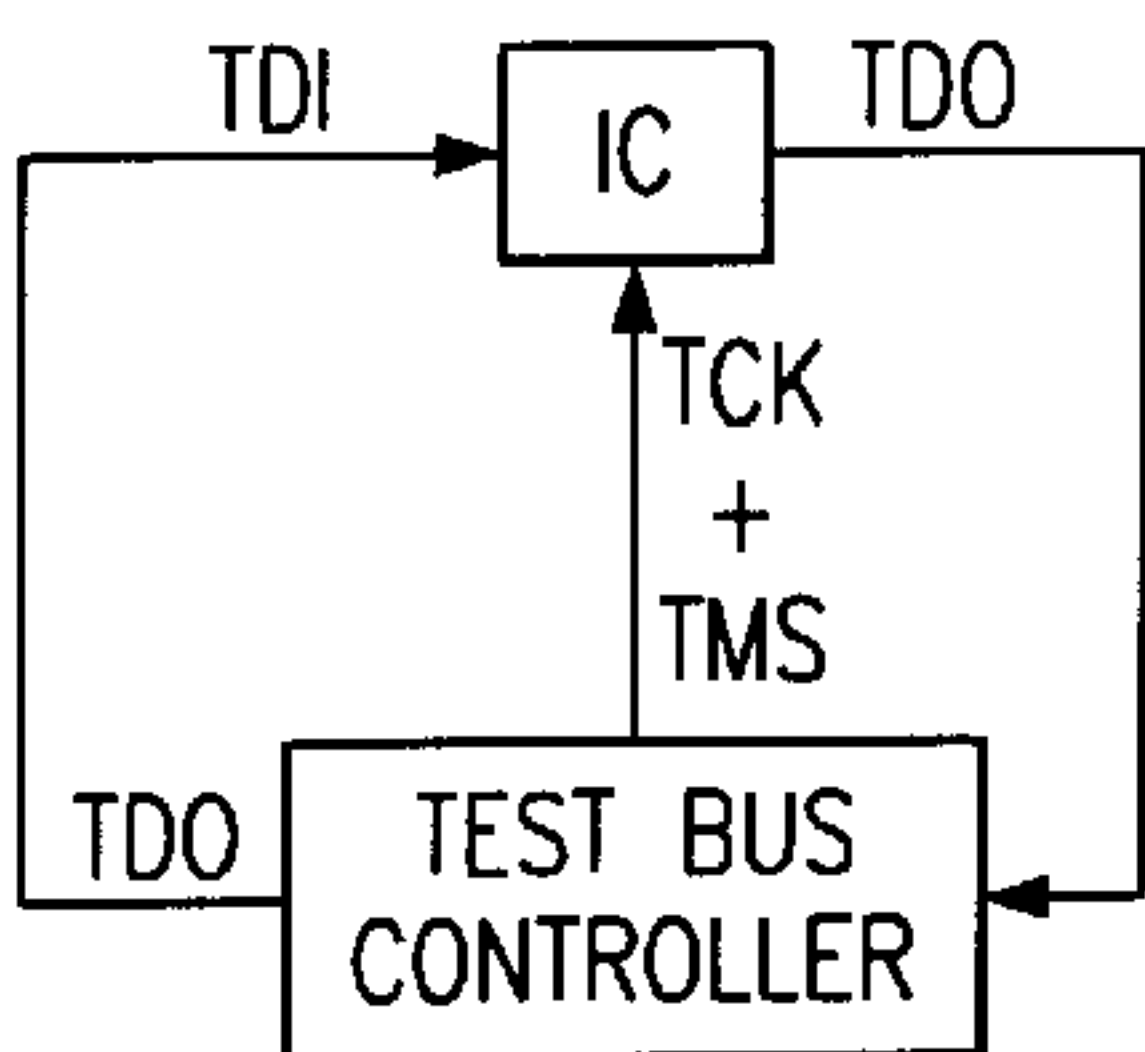 TDI
IC
TDO
TCK
+
TMS
TDO
TEST BUS
CONTROLLER